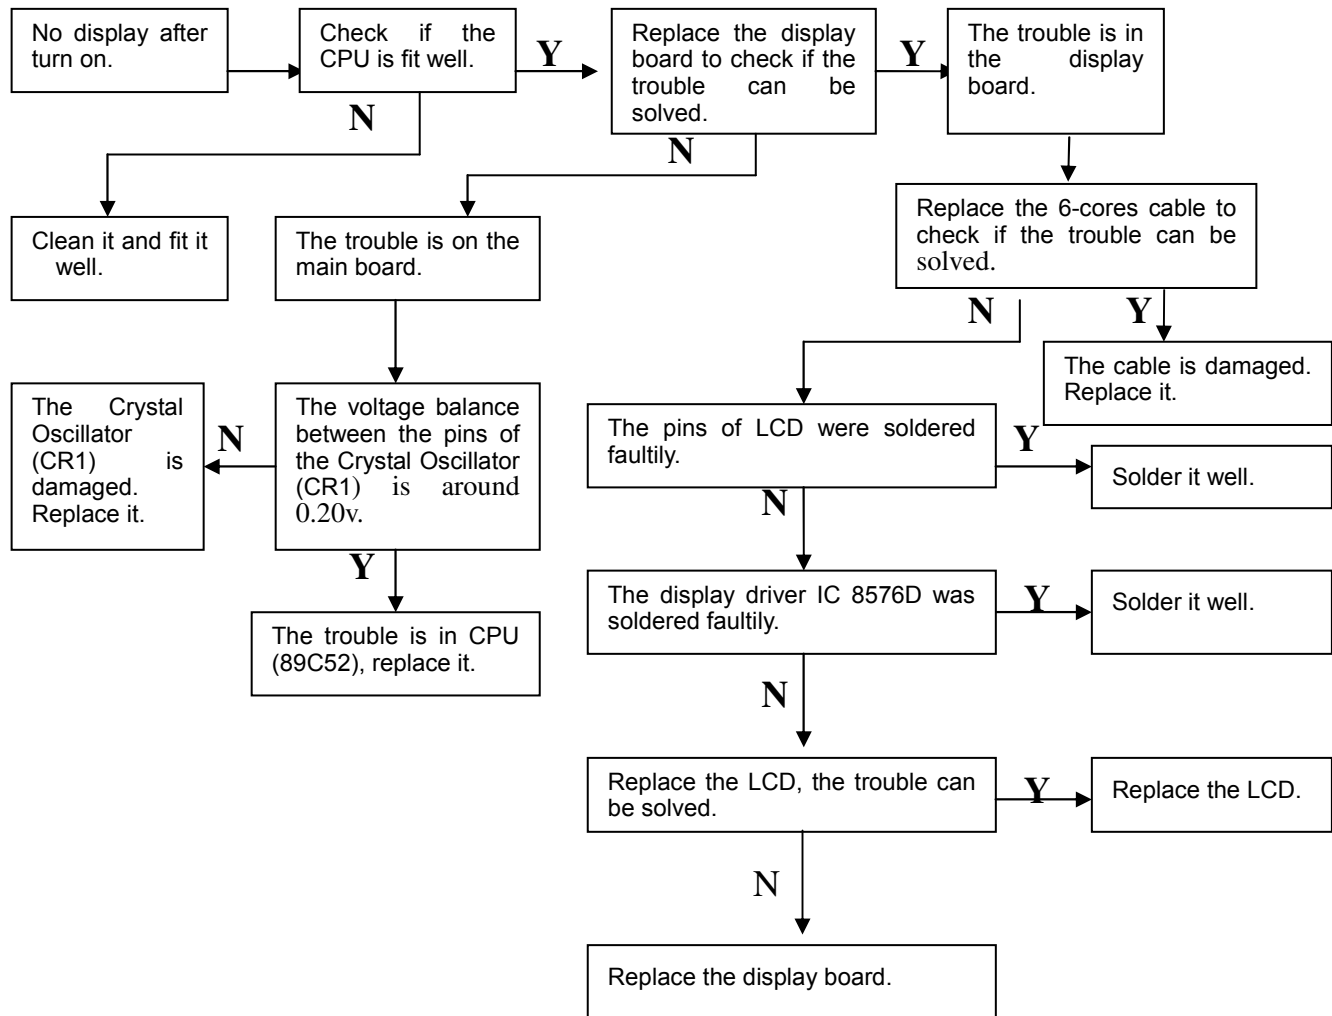 No display after
turn on.
Check if the
CPU is fit well.
Y
Replace the display
board to check if the
trouble can be
solved.
Y
The trouble is in
the display
board.
N
N
Clean it and fit it
well.
The trouble is on the
main board.
Replace the 6-cores cable to
check if the trouble can be
solved.
N
Y
The cable is damaged.
Replace it.
The Crystal
Oscillator
(CR1) is
damaged.
Replace it.
N
The voltage balance
between the pins of
the Crystal Oscillator
(CR1) is around
0.20v.
The pins of LCD were soldered
faultily.
Y
Solder it well.
N
Y
The trouble is in CPU
(89C52), replace it.
The display driver IC 8576D was
soldered faultily.
Y
Solder it well.
N
Replace the LCD, the trouble can
be solved.
Y
Replace the LCD.
N
Replace the display board.